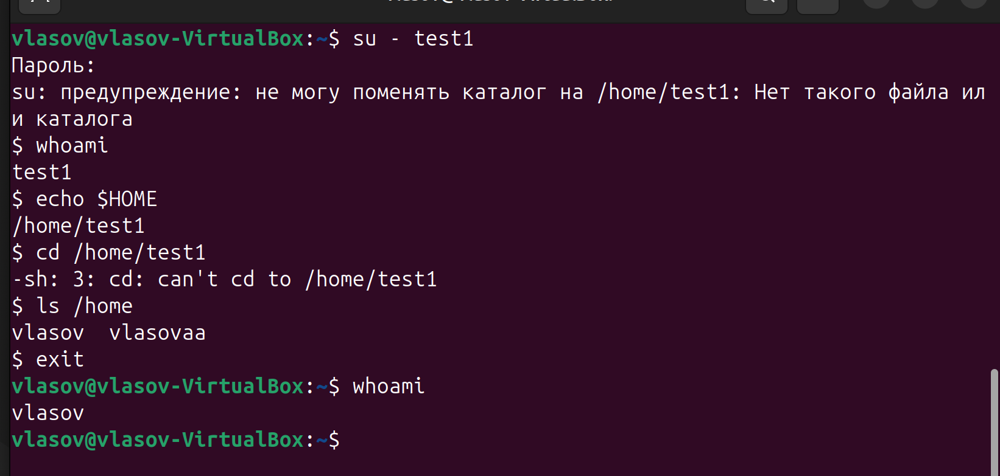 vlasov@vlasov-VirtualBox:~$ su - test1
Пароль:
su: предупреждение: не могу поменять каталог на /home/test1: Нет такого файла ил
и каталога
$ whoami
test1
$ echo $HOME
/home/test1
$ cd /home/test1
-sh: 3: cd: can't cd to /home/test1
$ ls /home
vlasov  vlasovaa
$ exit
vlasov@vlasov-VirtualBox:~$ whoami
vlasov
vlasov@vlasov-VirtualBox:~$